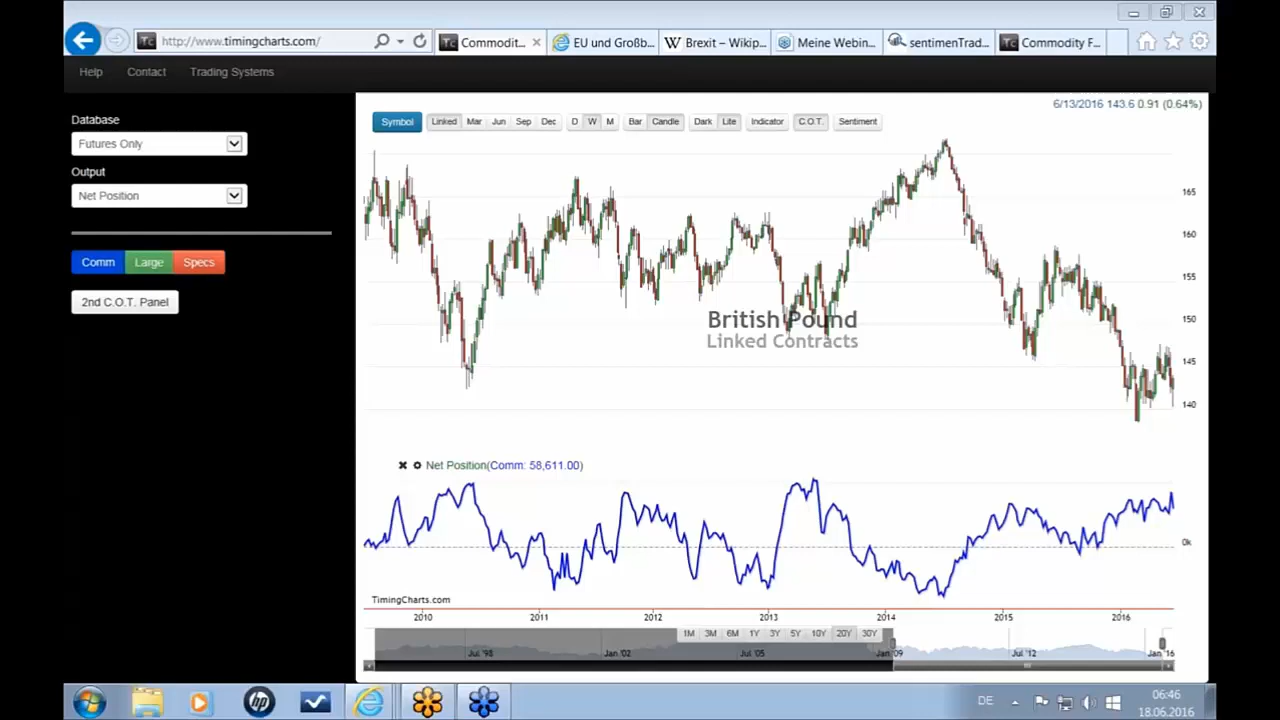 http://www.timingcharts.com/
Commodit...
EU und Großb...
Brexit – Wikip...
Meine Webin...
sentimenTrad...
Commodity F...
Help Contact Trading Systems
6/13/2016 143.6 0.91 (0.64%)
Database
Futures Only
Output
Net Position
Comm Large Specs
2nd C.O.T. Panel
Symbol Linked Mar Jun Sep Dec D W M Bar Candle Dark Lite Indicator C.O.T. Sentiment
165
160
155
150
145
140
British Pound
Linked Contracts
Net Position(Comm: 58,611.00)
0k
TimingCharts.com
2010 2011 2012 2013 2014 2015 2016
1M 3M 6M 1Y 3Y 5Y 10Y 20Y 30Y
Jul '98 Jan '02 Jul '05 Jan '09 Jul '12 Jan '16
DE
06:46
18.06.2016